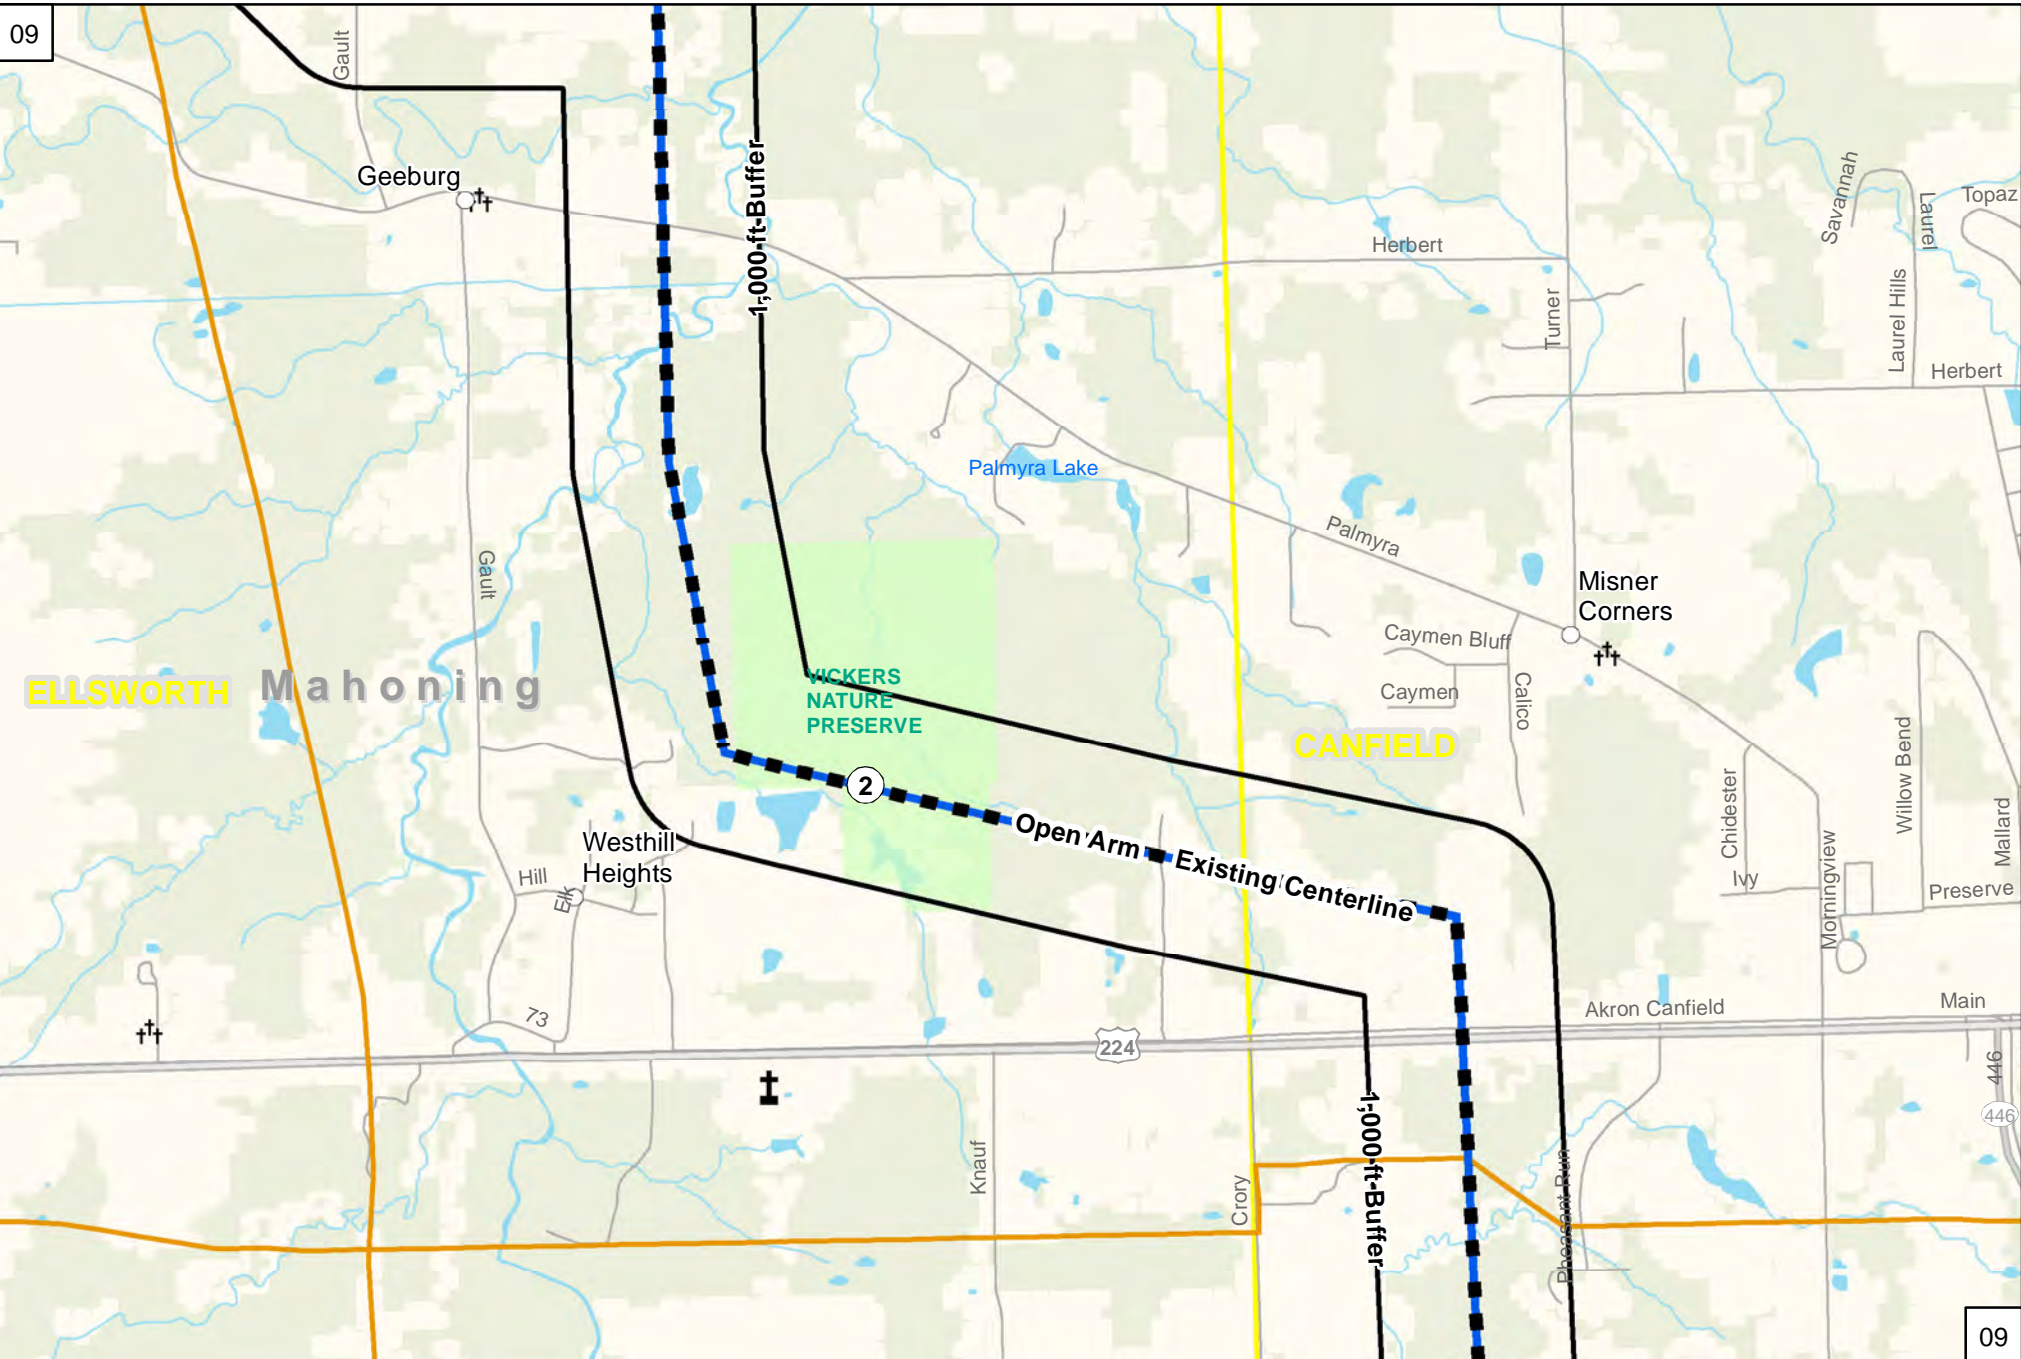 09
Gault
Geeburg
1,000-ft-Buffer
Savannah
Laurel
Topaz
Herbert
Turner
Laurel Hills
Herbert
Palmyra Lake
Palmyra
Gault
Misner
Corners
Caymen Bluff
Caymen
Calico
ELLSWORTH
Mahoning
VICKERS
NATURE
PRESERVE
CANFIELD
2
Open Arm
Existing Centerline
Westhill
Heights
Hill
Elk
Chidester
Willow Bend
Mallard
Ivy
Morningview
Preserve
73
Akron Canfield
Main
224
446
446
Knauf
Crory
1,000-ft-Buffer
Pheasant Run
09